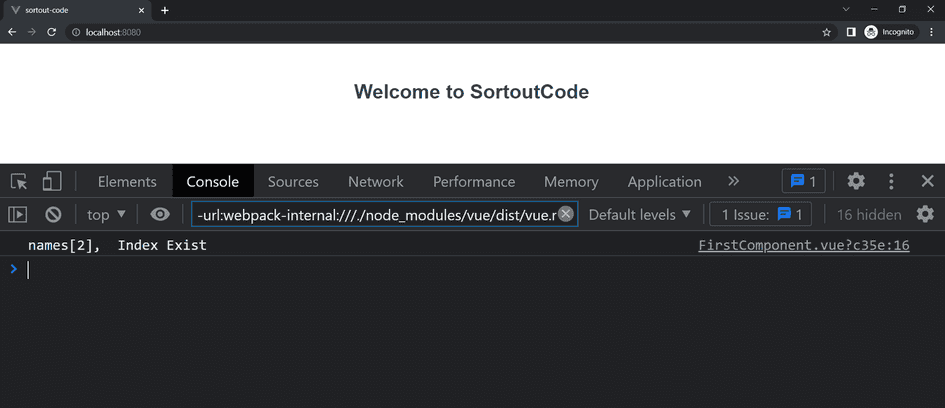 sortout-code
localhost:8080
Incognito
Welcome to SortoutCode
Elements Console Sources Network Performance Memory Application 1
top -url:webpack-internal:///./node_modules/vue/dist/vue.r Default levels 1 Issue: 1 16 hidden
names[2],  Index Exist FirstComponent.vue?c35e:16